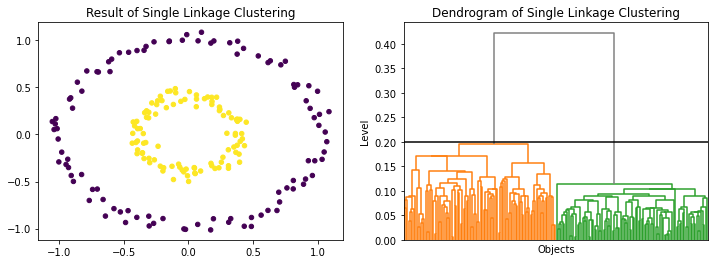 Result of Single Linkage Clustering
1.0
0.5
0.0
−0.5
−1.0
−1.0 −0.5 0.0 0.5 1.0
Dendrogram of Single Linkage Clustering
Level
0.40
0.35
0.30
0.25
0.20
0.15
0.10
0.05
0.00
Objects